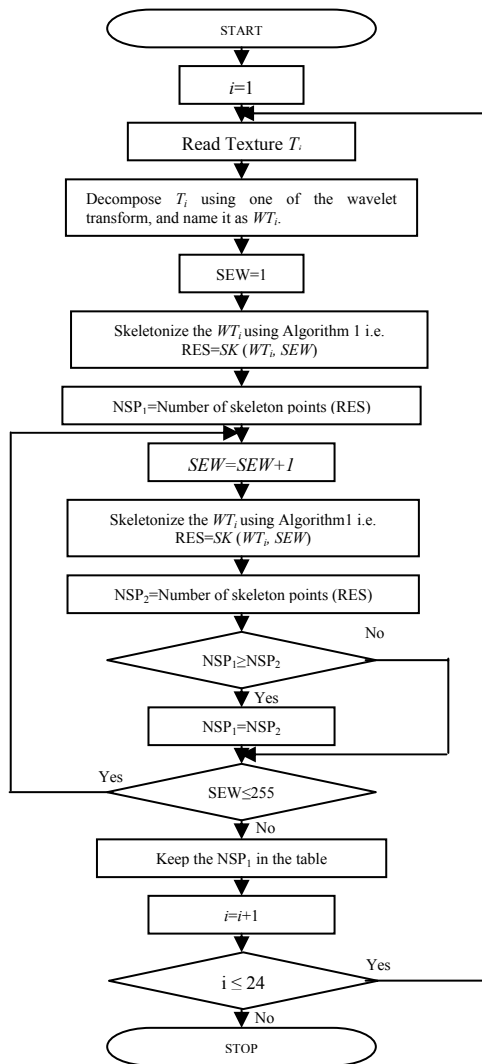 START
i=1
Read Texture Ti
Decompose Ti using one of the wavelet
transform, and name it as WTi.
SEW=1
Skeletonize the WTi using Algorithm 1 i.e.
RES=SK (WTi, SEW)
NSP1=Number of skeleton points (RES)
SEW=SEW+1
Skeletonize the WTi using Algorithm1 i.e.
RES=SK (WTi, SEW)
NSP2=Number of skeleton points (RES)
No
NSP1≥NSP2
Yes
NSP1=NSP2
Yes
SEW≤255
No
Keep the NSP1 in the table
i=i+1
Yes
i ≤ 24
No
STOP